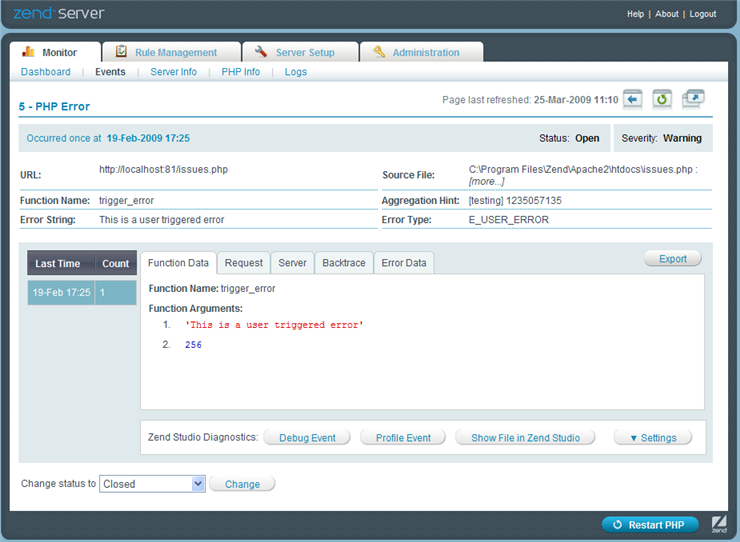 zend server
Help | About | Logout
Monitor Rule Management Server Setup Administration
Dashboard | Events | Server Info | PHP Info | Logs
5 - PHP Error
Page last refreshed: 25-Mar-2009 11:10
Occurred once at 19-Feb-2009 17:25
Status: Open
Severity: Warning
URL: http://localhost:81/issues.php
Source File: C:\Program Files\Zend\Apache2\htdocs\issues.php :
[more...]
Function Name: trigger_error
Aggregation Hint: [testing] 1235057135
Error String: This is a user triggered error
Error Type: E_USER_ERROR
Last Time Count
19-Feb 17:25 1
Function Data Request Server Backtrace Error Data
Export
Function Name: trigger_error
Function Arguments:
1. 'This is a user triggered error'
2. 256
Zend Studio Diagnostics: Debug Event Profile Event Show File in Zend Studio ▼ Settings
Change status to Closed Change
Restart PHP
zend